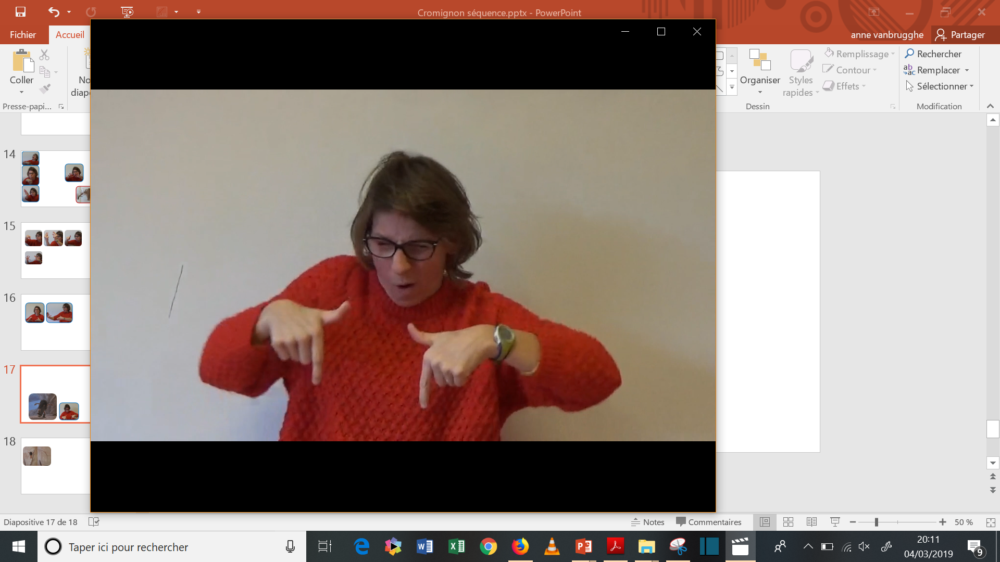 Cromignon séquence.pptx - PowerPoint
Fichier
Accueil
anne vanbrugghe
Partager
Coller
No
diap
Presse-papi...
Organiser
Styles
rapides
Remplissage
Contour
Effets
Dessin
Rechercher
Remplacer
Sélectionner
Modification
14
15
16
17
18
Diapositive 17 de 18
Notes
Commentaires
50 %
Taper ici pour rechercher
20:11
04/03/2019
9